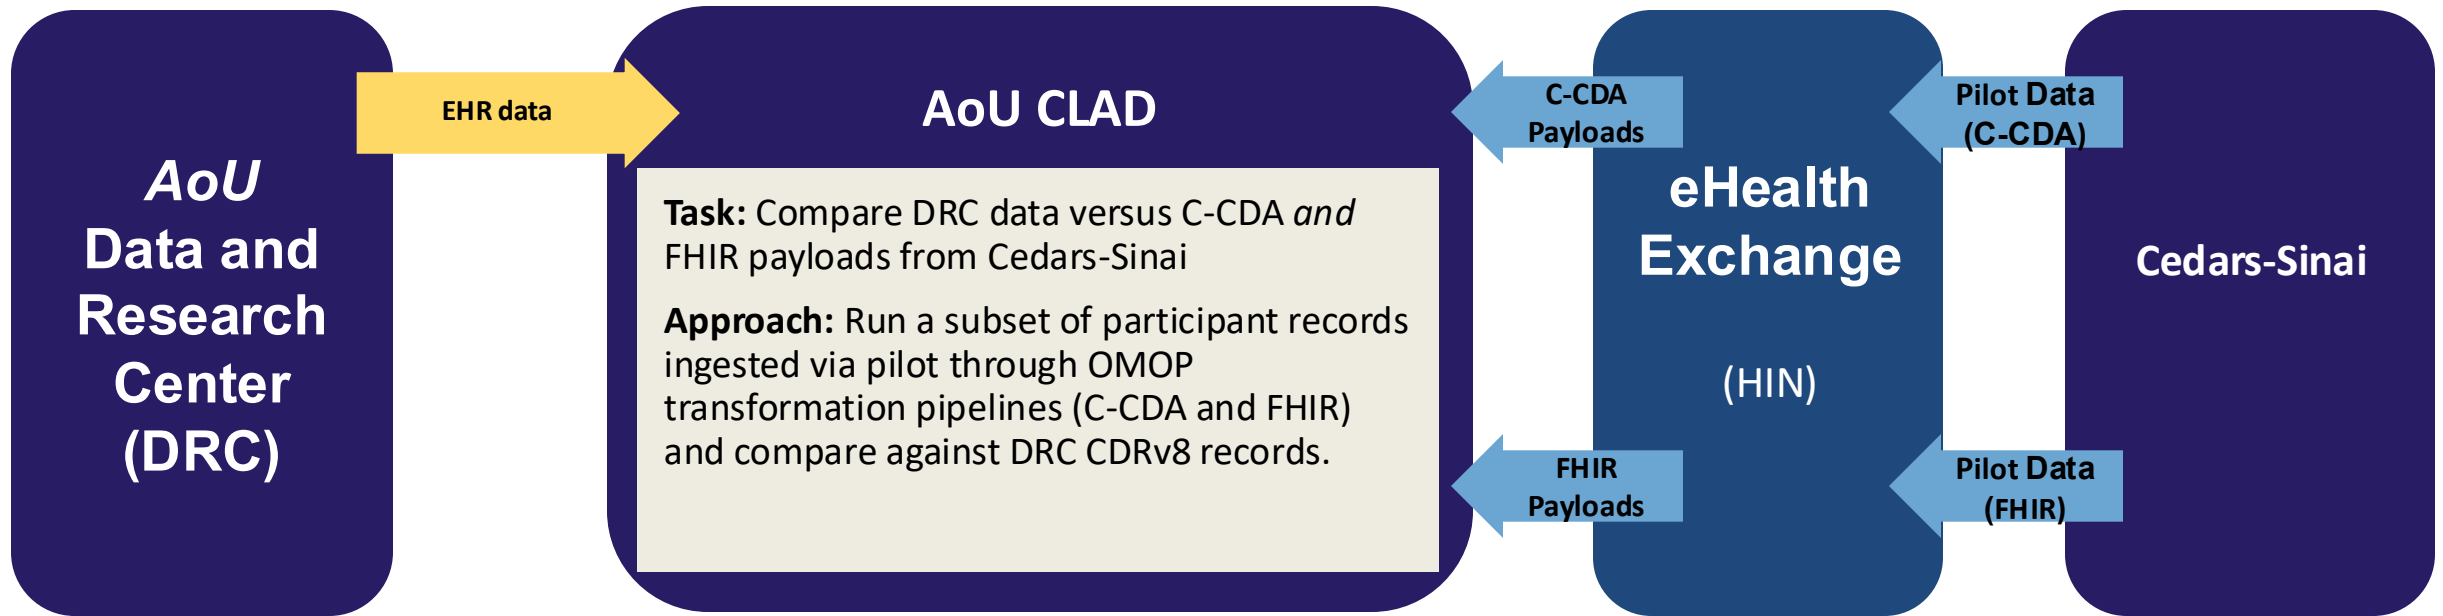 AoU
Data and
Research
Center
(DRC)
EHR data
AoU CLAD
Task: Compare DRC data versus C-CDA and
FHIR payloads from Cedars-Sinai
Approach: Run a subset of participant records
ingested via pilot through OMOP
transformation pipelines (C-CDA and FHIR)
and compare against DRC CDRv8 records.
C-CDA
Payloads
FHIR
Payloads
eHealth
Exchange
(HIN)
Pilot Data
(C-CDA)
Pilot Data
(FHIR)
Cedars-Sinai